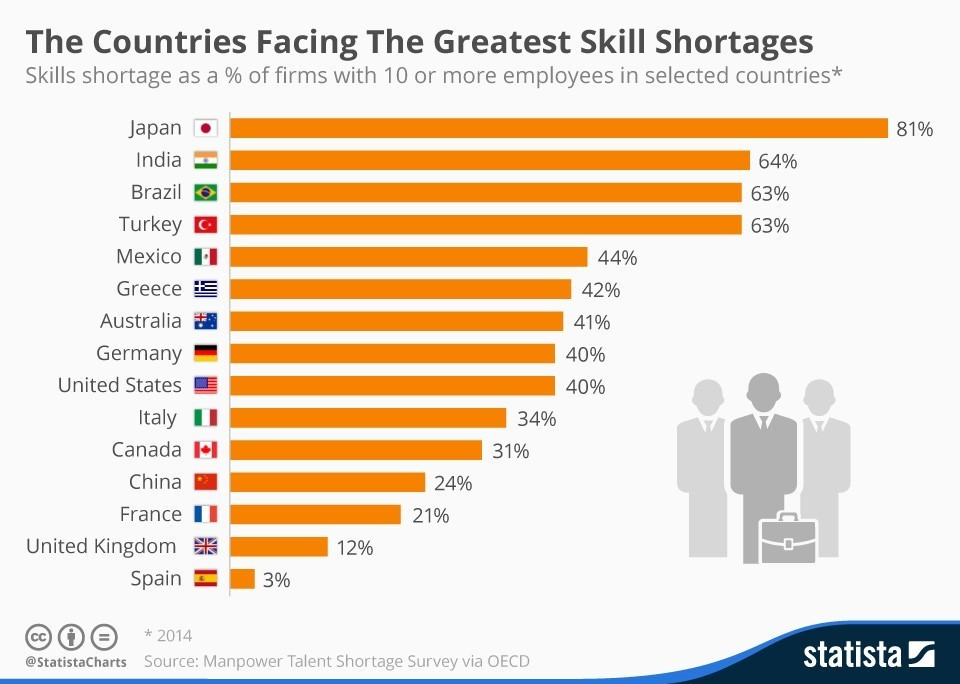 The Countries Facing The Greatest Skill Shortages
Skills shortage as a % of firms with 10 or more employees in selected countries*
Japan 81%
India 64%
Brazil 63%
Turkey 63%
Mexico 44%
Greece 42%
Australia 41%
Germany 40%
United States 40%
Italy 34%
Canada 31%
China 24%
France 21%
United Kingdom 12%
Spain 3%
cc
@StatistaCharts
* 2014
Source: Manpower Talent Shortage Survey via OECD
statista